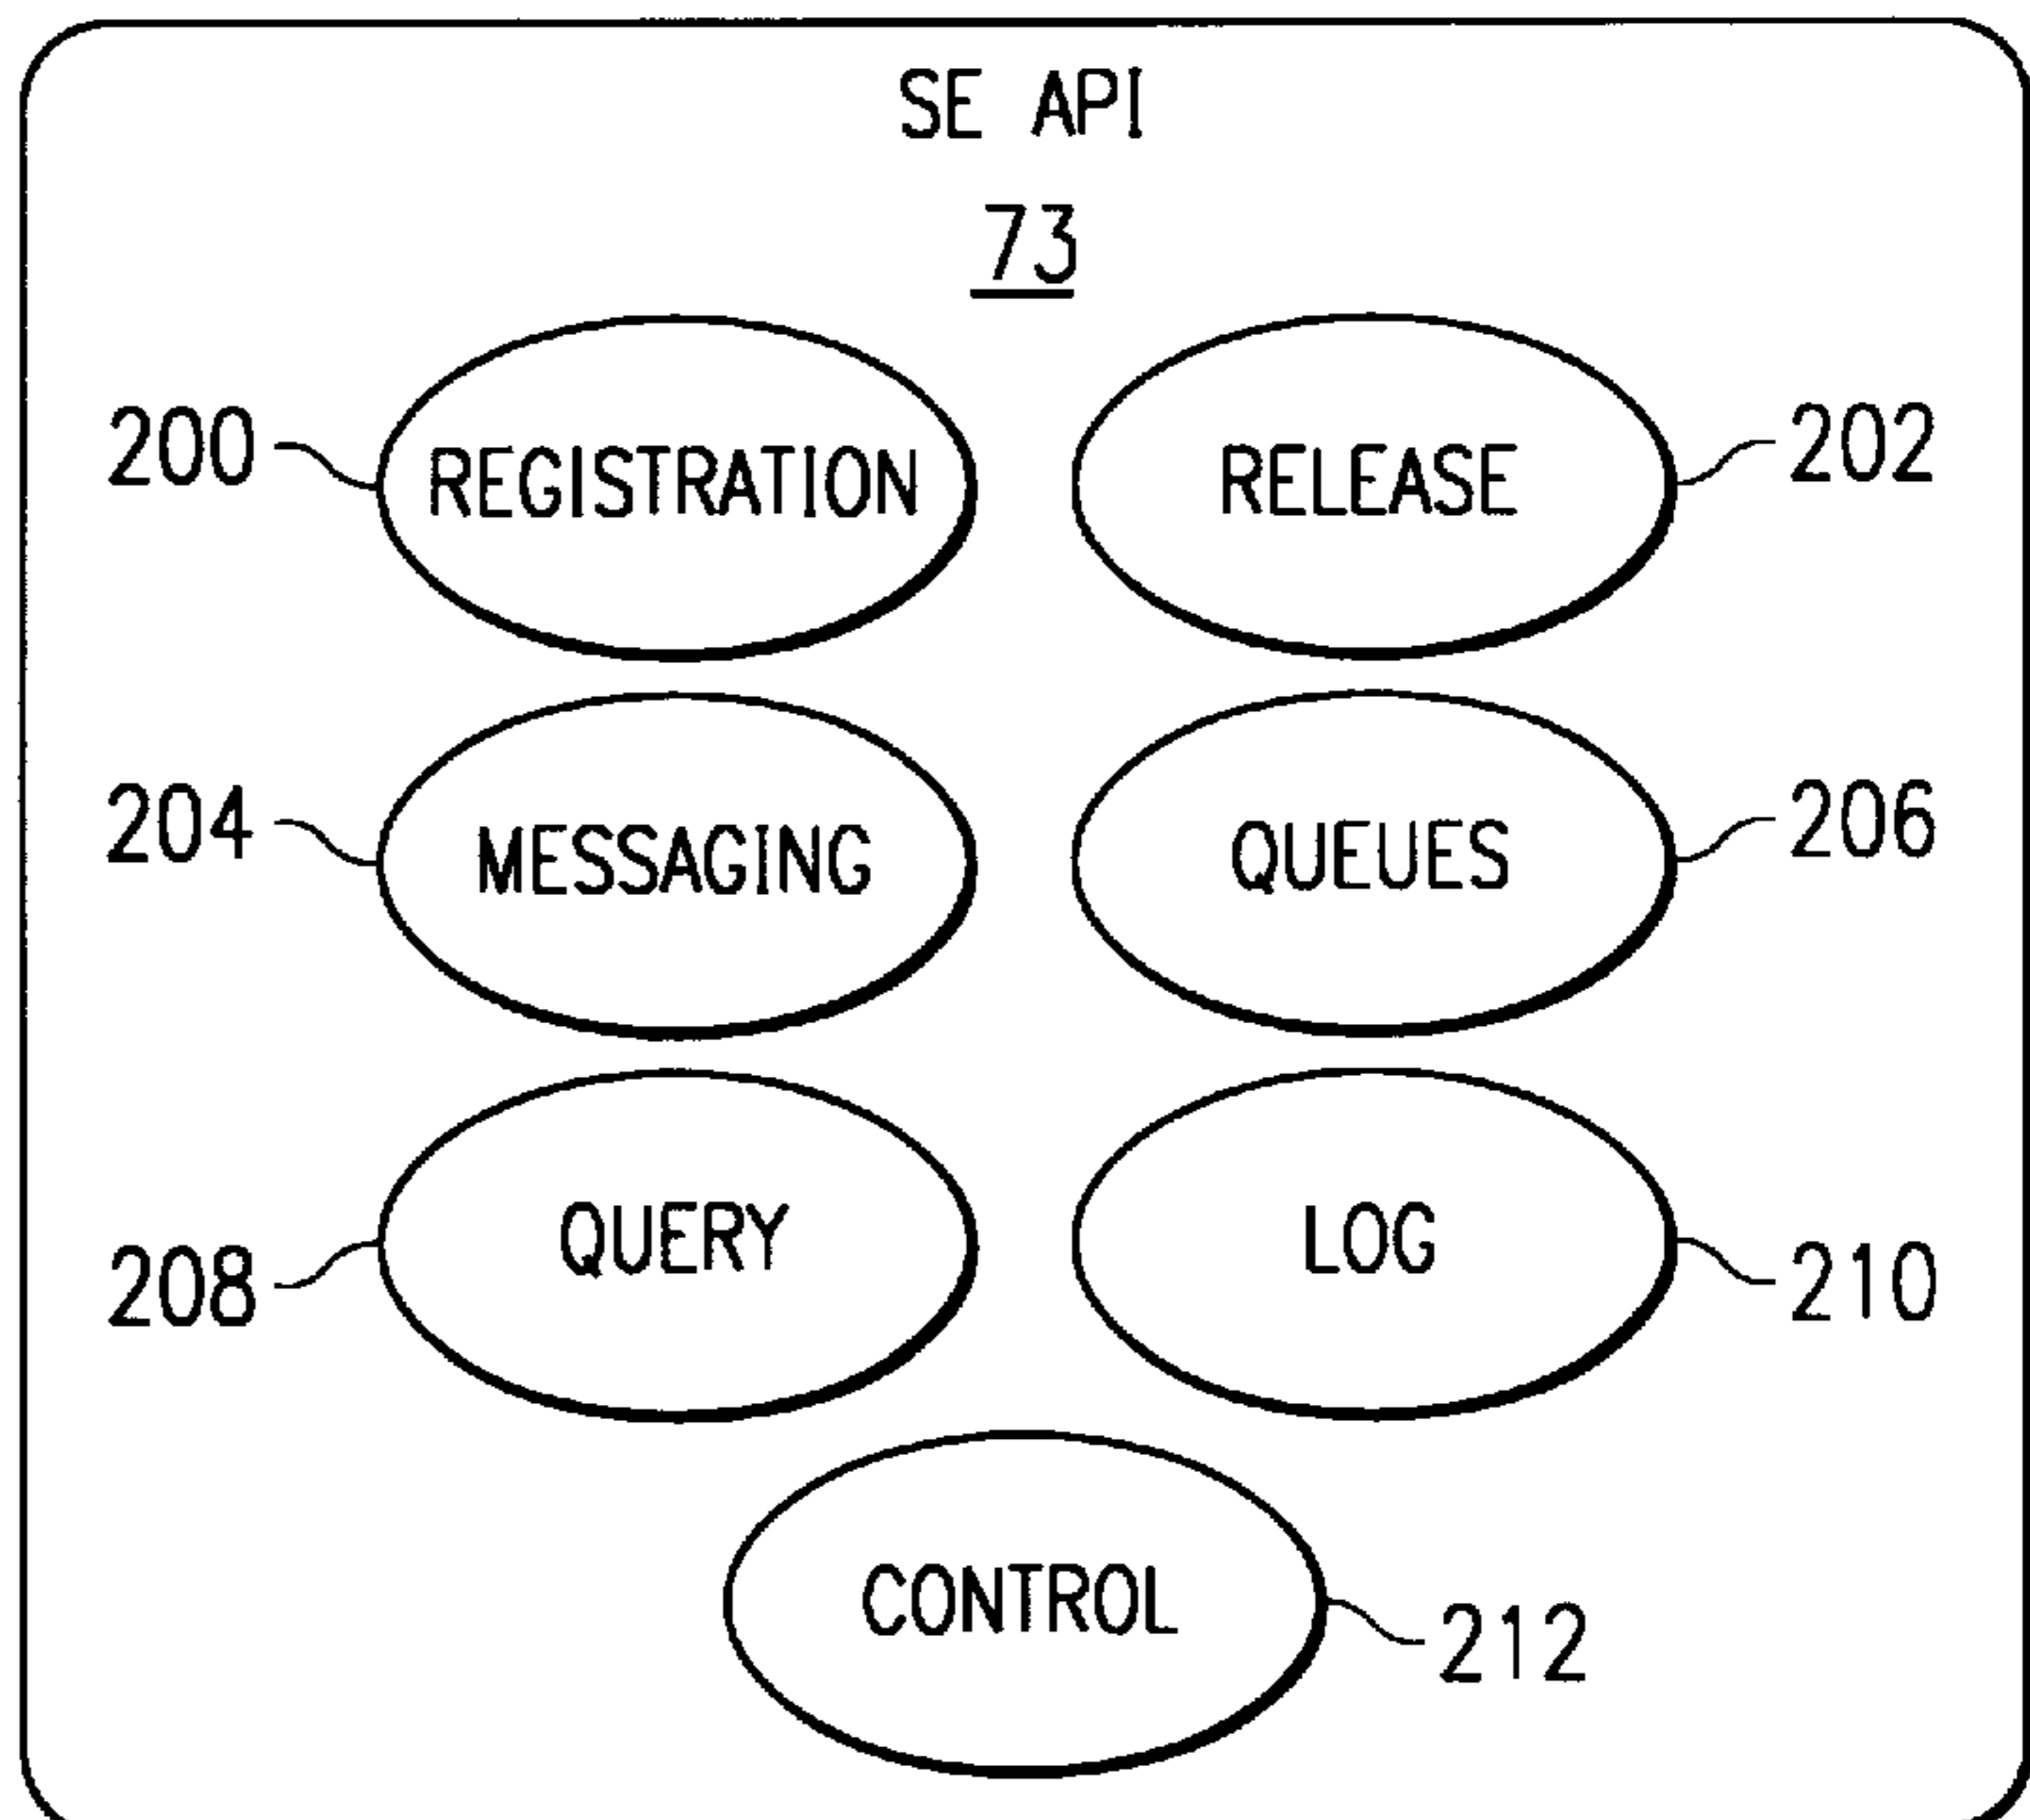 SE API
73
200 REGISTRATION RELEASE 202
204 MESSAGING QUEUES 206
208 QUERY LOG 210
CONTROL 212